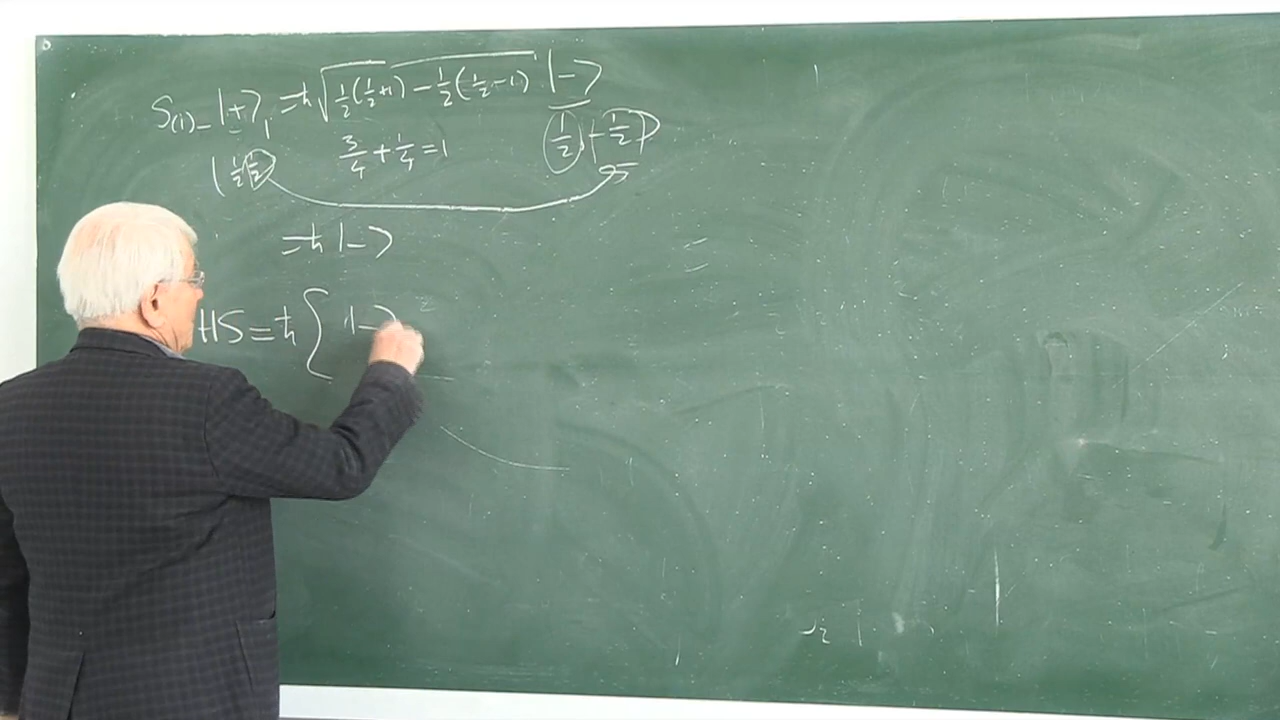 S₍₁₎₋ |+⟩₁ = ħ √(½(½+1) − ½(½−1)) |−⟩
|½ ½ 3/4 + 1/4 = 1 |½, −½⟩
= ħ |−⟩
HS = ħ { |−⟩
=